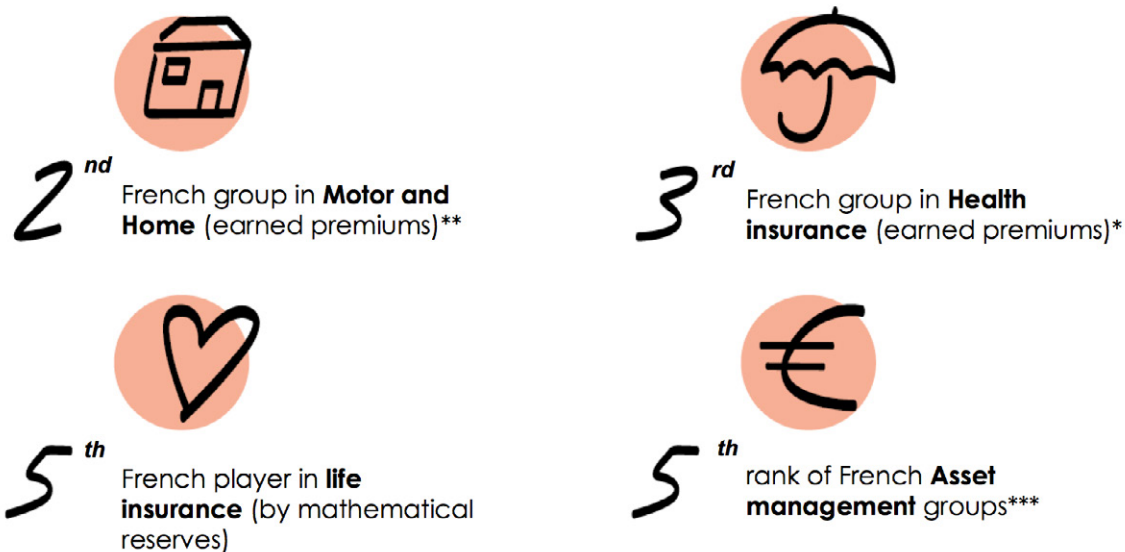 2nd
French group in Motor and
Home (earned premiums)**
3rd
French group in Health
insurance (earned premiums)*
5th
French player in life
insurance (by mathematical
reserves)
€
5th
rank of French Asset
management groups***